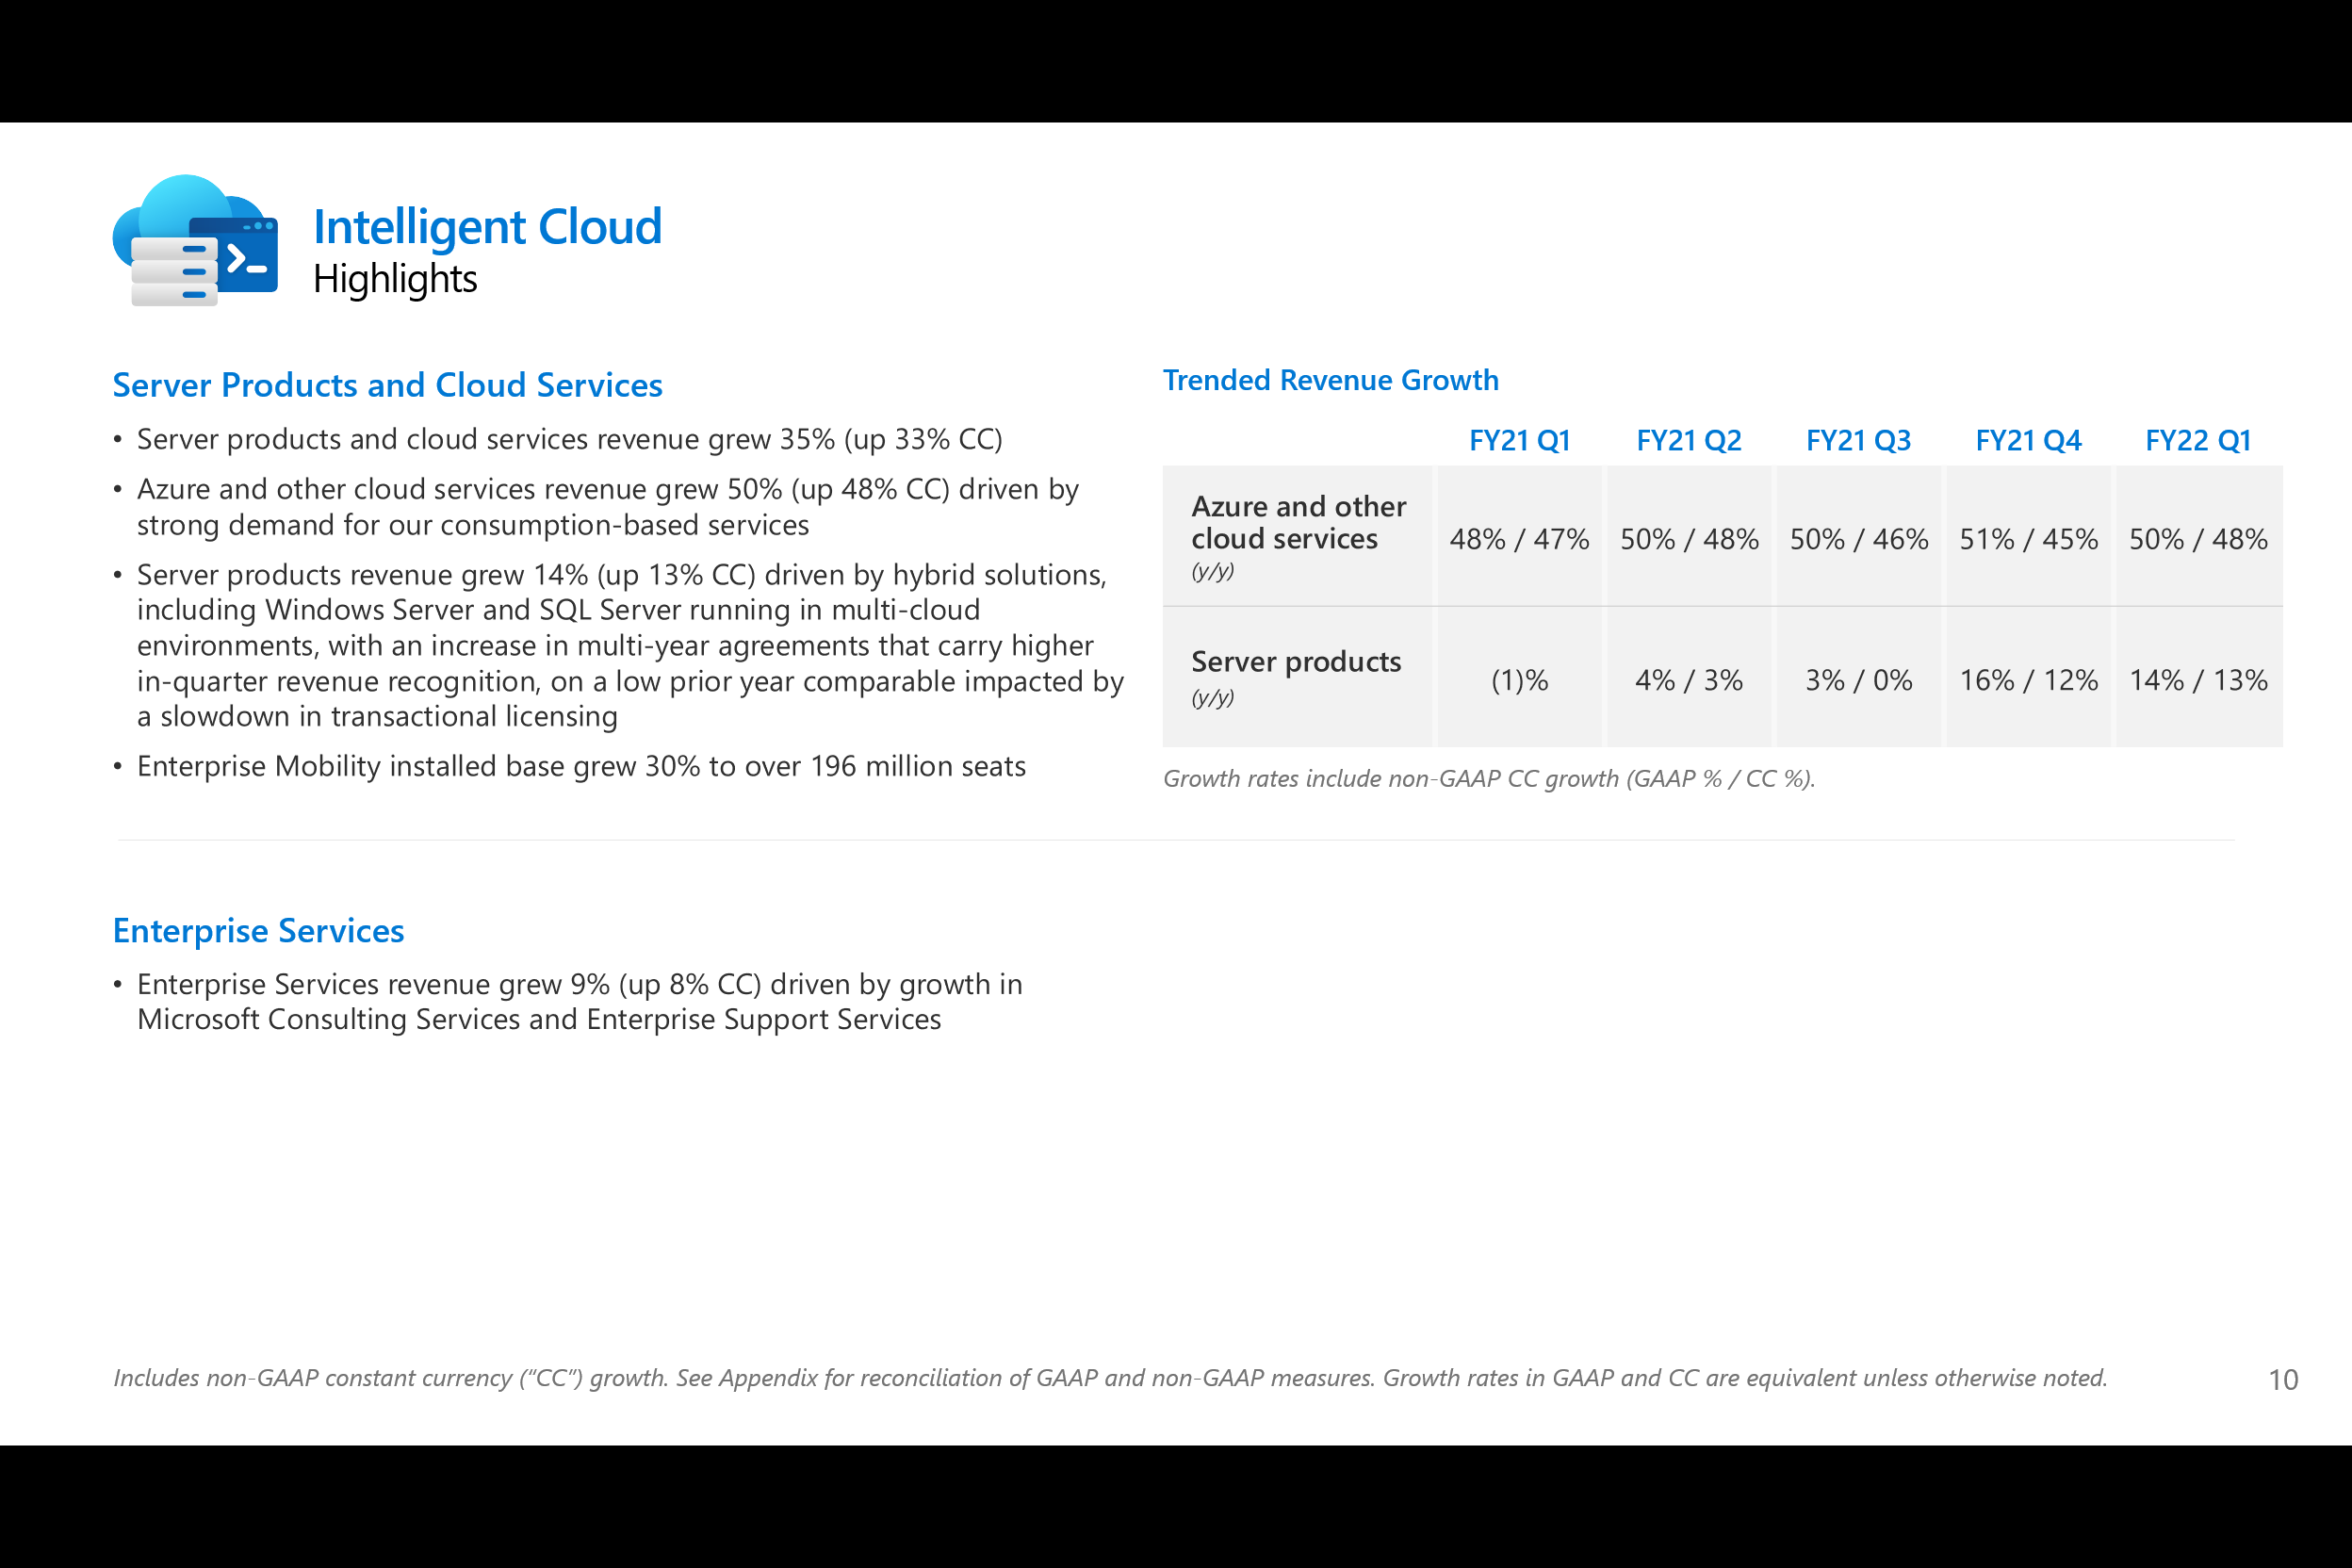 Intelligent Cloud
Highlights
Server Products and Cloud Services
• Server products and cloud services revenue grew 35% (up 33% CC)
• Azure and other cloud services revenue grew 50% (up 48% CC) driven by
strong demand for our consumption-based services
• Server products revenue grew 14% (up 13% CC) driven by hybrid solutions,
including Windows Server and SQL Server running in multi-cloud
environments, with an increase in multi-year agreements that carry higher
in-quarter revenue recognition, on a low prior year comparable impacted by
a slowdown in transactional licensing
• Enterprise Mobility installed base grew 30% to over 196 million seats
Trended Revenue Growth
FY21 Q1 FY21 Q2 FY21 Q3 FY21 Q4 FY22 Q1
Azure and other
cloud services 48% / 47% 50% / 48% 50% / 46% 51% / 45% 50% / 48%
(y/y)
Server products
(1)% 4% / 3% 3% / 0% 16% / 12% 14% / 13%
(y/y)
Growth rates include non-GAAP CC growth (GAAP % / CC %).
Enterprise Services
• Enterprise Services revenue grew 9% (up 8% CC) driven by growth in
Microsoft Consulting Services and Enterprise Support Services
Includes non-GAAP constant currency (“CC”) growth. See Appendix for reconciliation of GAAP and non-GAAP measures. Growth rates in GAAP and CC are equivalent unless otherwise noted.
10